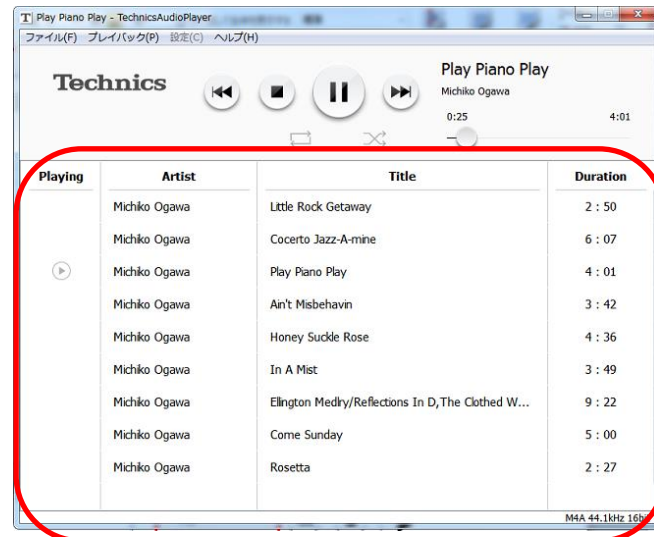 Play Piano Play - TechnicsAudioPlayer
ファイル(F) プレイバック(P) 設定(C) ヘルプ(H)
Technics
Play Piano Play
Michiko Ogawa
0:25 4:01
Playing Artist Title Duration
Michiko Ogawa Little Rock Getaway 2 : 50
Michiko Ogawa Cocerto Jazz-A-mine 6 : 07
Michiko Ogawa Play Piano Play 4 : 01
Michiko Ogawa Ain't Misbehavin 3 : 42
Michiko Ogawa Honey Suckle Rose 4 : 36
Michiko Ogawa In A Mist 3 : 49
Michiko Ogawa Ellington Medlry/Reflections In D,The Clothed W... 9 : 22
Michiko Ogawa Come Sunday 5 : 00
Michiko Ogawa Rosetta 2 : 27
M4A 44.1kHz 16bi